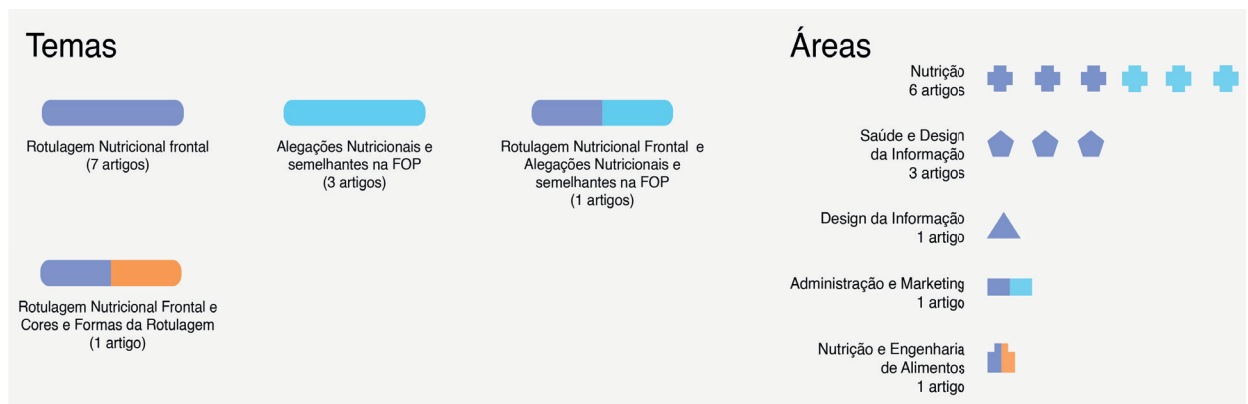 Temas
Rotulagem Nutricional frontal
(7 artigos)
Alegações Nutricionais e
semelhantes na FOP
(3 artigos)
Rotulagem Nutricional Frontal e
Alegações Nutricionais e
semelhantes na FOP
(1 artigos)
Rotulagem Nutricional Frontal e
Cores e Formas da Rotulagem
(1 artigo)
Áreas
Nutrição
6 artigos
Saúde e Design
da Informação
3 artigos
Design da Informação
1 artigo
Administração e Marketing
1 artigo
Nutrição e Engenharia
de Alimentos
1 artigo